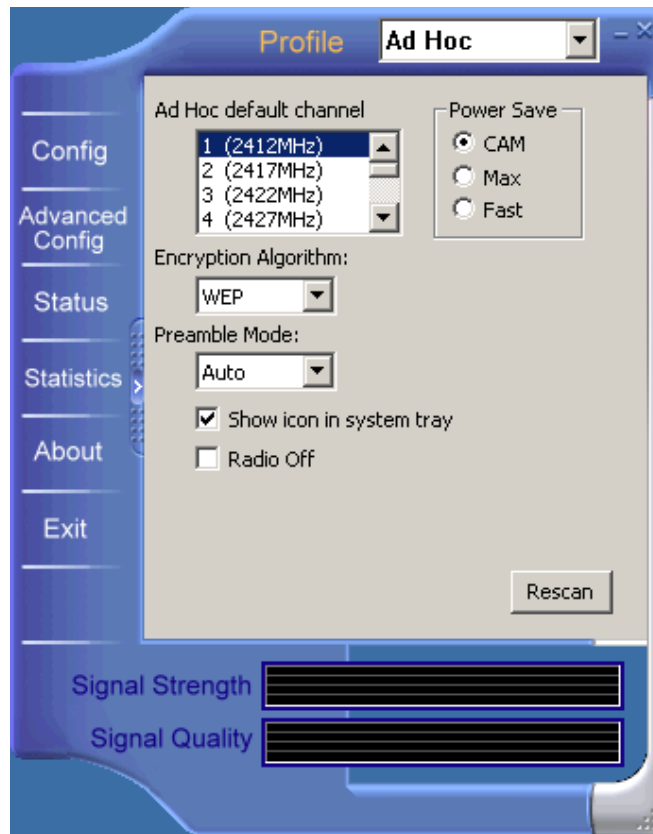 Profile
Ad Hoc
Config
Advanced
Config
Status
Statistics
About
Exit
Ad Hoc default channel
1 (2412MHz)
2 (2417MHz)
3 (2422MHz)
4 (2427MHz)
Power Save
CAM
Max
Fast
Encryption Algorithm:
WEP
Preamble Mode:
Auto
Show icon in system tray
Radio Off
Rescan
Signal Strength
Signal Quality